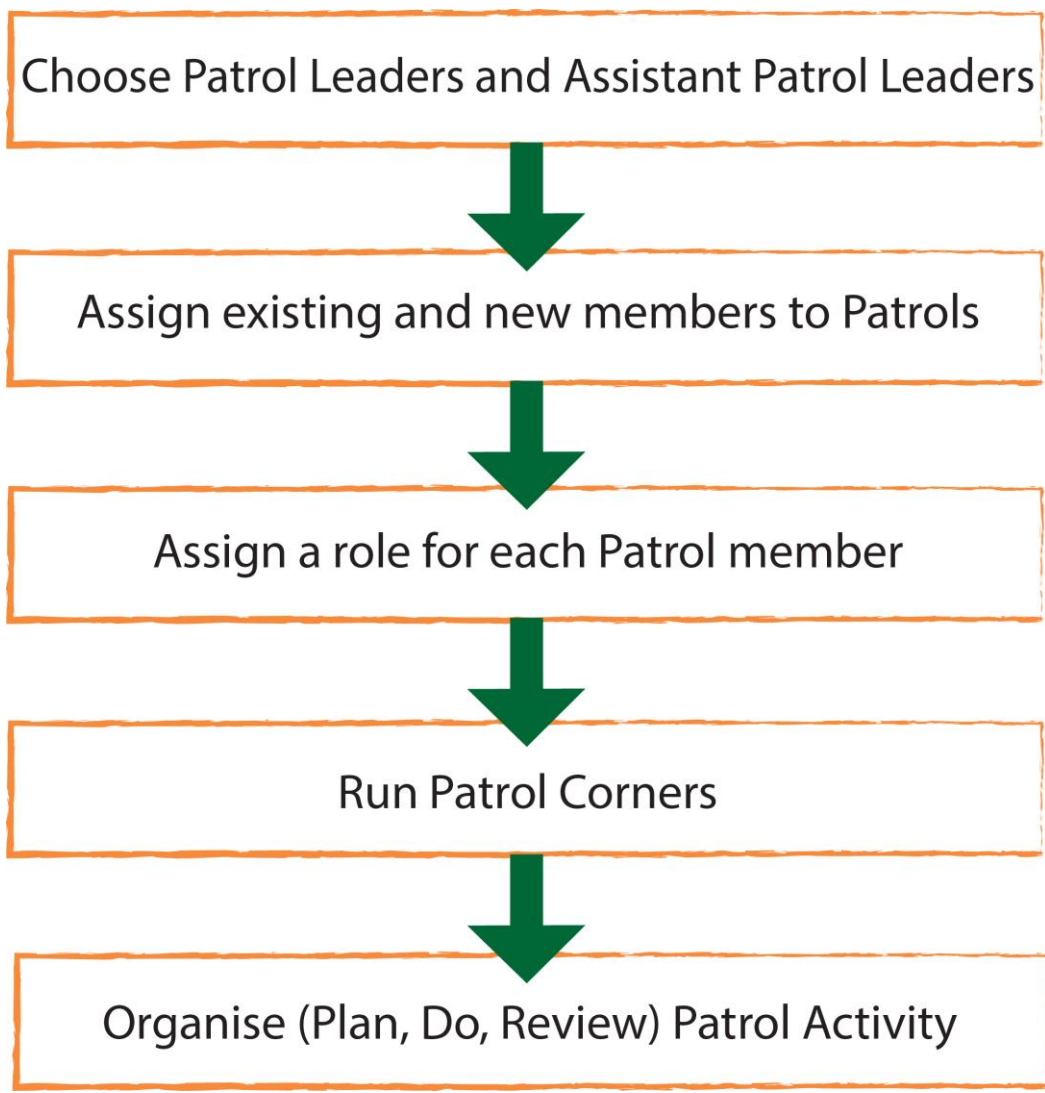 Choose Patrol Leaders and Assistant Patrol Leaders
Assign existing and new members to Patrols
Assign a role for each Patrol member
Run Patrol Corners
Organise (Plan, Do, Review) Patrol Activity